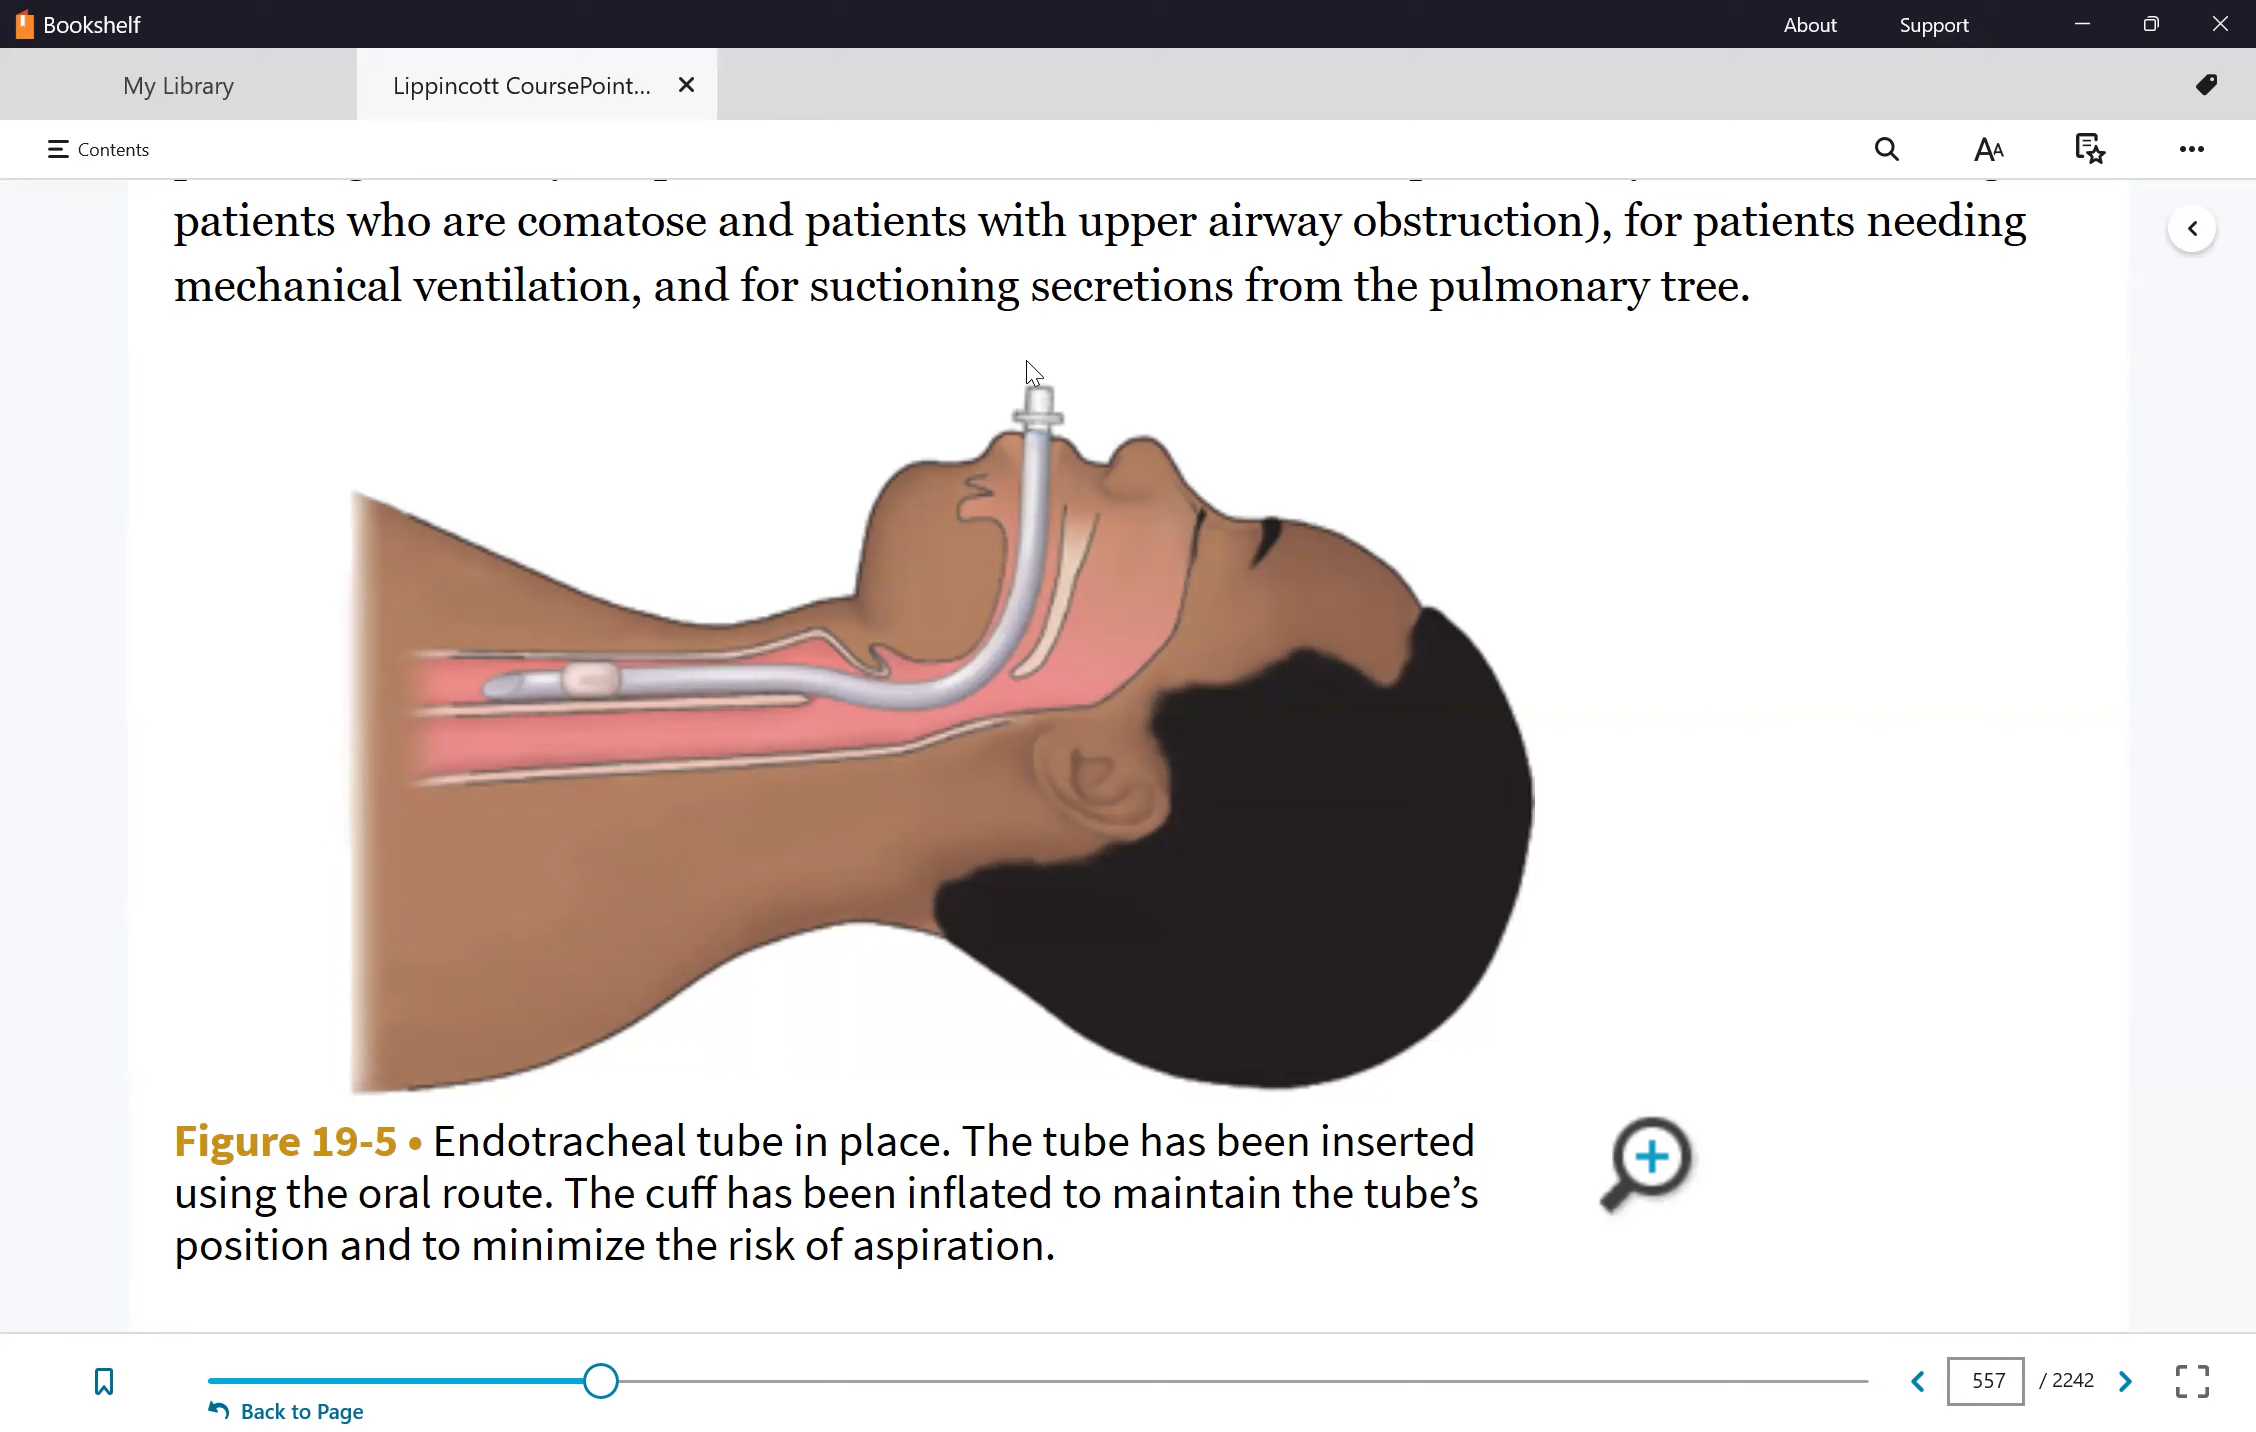 Bookshelf
About
Support
My Library
Lippincott CoursePoint...
Contents
patients who are comatose and patients with upper airway obstruction), for patients needing
mechanical ventilation, and for suctioning secretions from the pulmonary tree.
Figure 19-5 • Endotracheal tube in place. The tube has been inserted
using the oral route. The cuff has been inflated to maintain the tube’s
position and to minimize the risk of aspiration.
557 / 2242
Back to Page